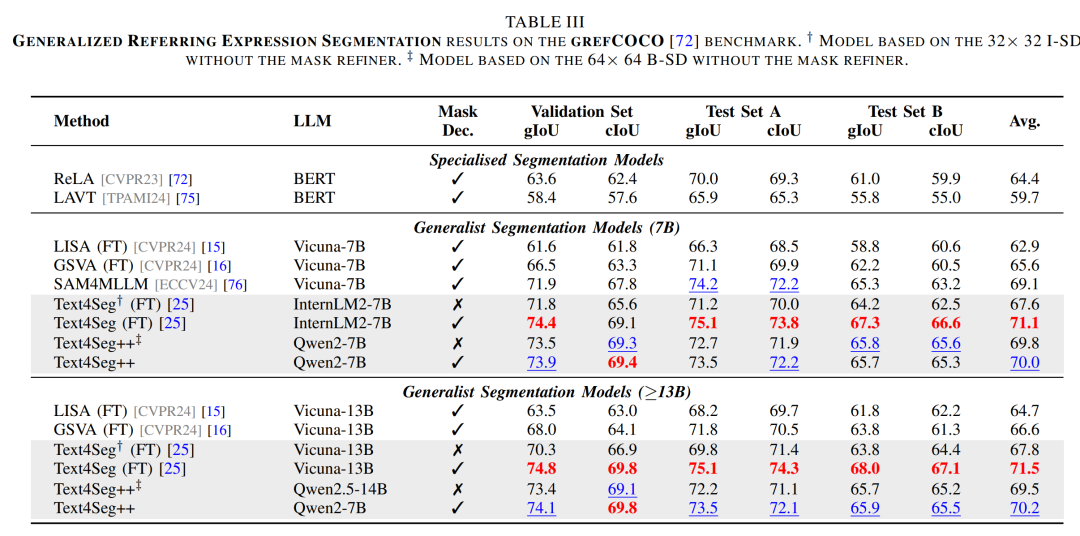 TABLE III
GENERALIZED REFERRING EXPRESSION SEGMENTATION RESULTS ON THE GREFCOCO [72] BENCHMARK. † MODEL BASED ON THE 32× 32 I-SD
WITHOUT THE MASK REFINER. ‡ MODEL BASED ON THE 64× 64 B-SD WITHOUT THE MASK REFINER.
Method LLM Mask Dec. Validation Set Test Set A Test Set B Avg.
gIoU cIoU gIoU cIoU gIoU cIoU
Specialised Segmentation Models
ReLA [CVPR23] [72] BERT ✓ 63.6 62.4 70.0 69.3 61.0 59.9 64.4
LAVT [TPAMI24] [75] BERT ✓ 58.4 57.6 65.9 65.3 55.8 55.0 59.7
Generalist Segmentation Models (7B)
LISA (FT) [CVPR24] [15] Vicuna-7B ✓ 61.6 61.8 66.3 68.5 58.8 60.6 62.9
GSVA (FT) [CVPR24] [16] Vicuna-7B ✓ 66.5 63.3 71.1 69.9 62.2 60.5 65.6
SAM4MLLM [ECCV24] [76] Vicuna-7B ✓ 71.9 67.8 74.2 72.2 65.3 63.2 69.1
Text4Seg† (FT) [25] InternLM2-7B ✗ 71.8 65.6 71.2 70.0 64.2 62.5 67.6
Text4Seg (FT) [25] InternLM2-7B ✓ 74.4 69.1 75.1 73.8 67.3 66.6 71.1
Text4Seg++‡ Qwen2-7B ✗ 73.5 69.3 72.7 71.9 65.8 65.6 69.8
Text4Seg++ Qwen2-7B ✓ 73.9 69.4 73.5 72.2 65.7 65.3 70.0
Generalist Segmentation Models (≥13B)
LISA (FT) [CVPR24] [15] Vicuna-13B ✓ 63.5 63.0 68.2 69.7 61.8 62.2 64.7
GSVA (FT) [CVPR24] [16] Vicuna-13B ✓ 68.0 64.1 71.8 70.5 63.8 61.3 66.6
Text4Seg† (FT) [25] Vicuna-13B ✗ 70.3 66.9 69.8 71.4 63.8 64.4 67.8
Text4Seg (FT) [25] Vicuna-13B ✓ 74.8 69.8 75.1 74.3 68.0 67.1 71.5
Text4Seg++‡ Qwen2.5-14B ✗ 73.4 69.1 72.2 71.1 65.7 65.2 69.5
Text4Seg++ Qwen2-7B ✓ 74.1 69.8 73.5 72.1 65.9 65.5 70.2